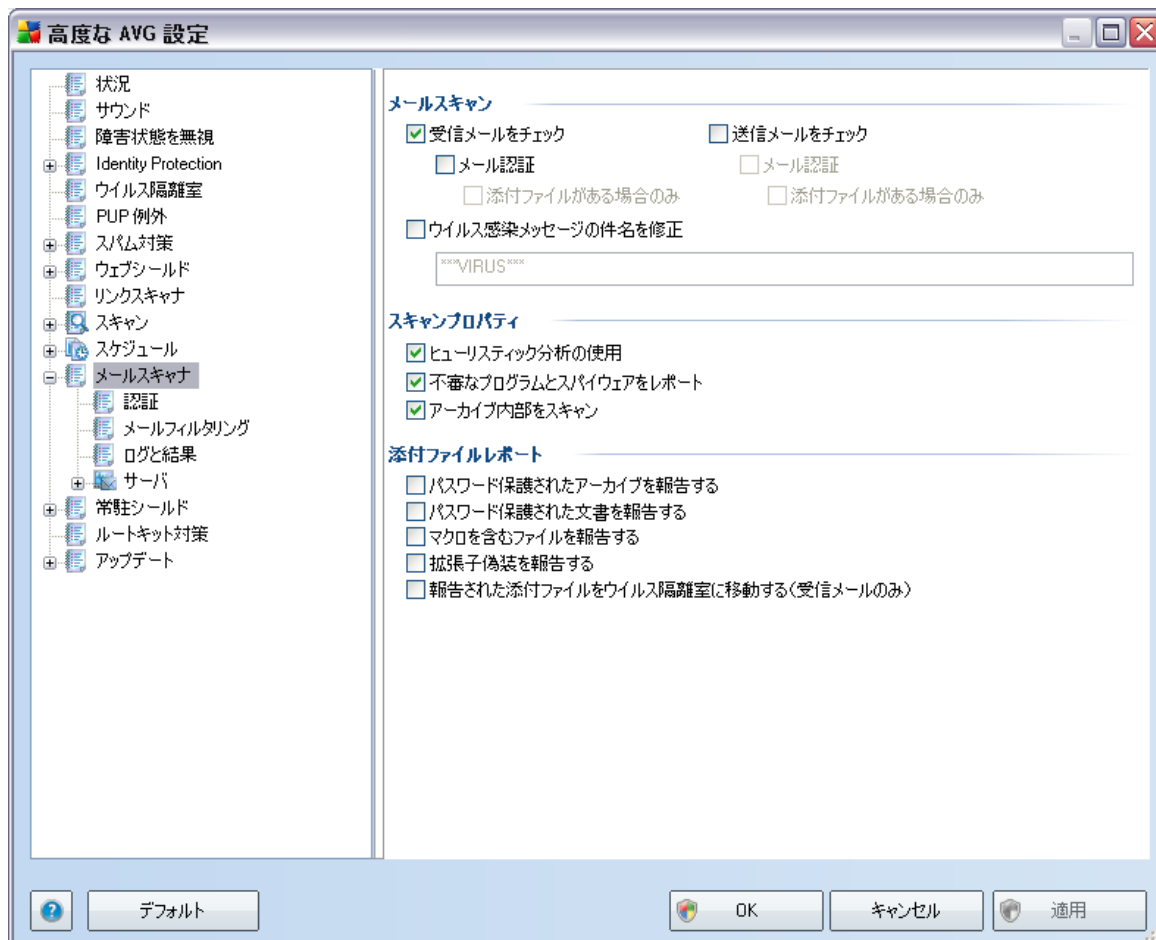 高度な AVG 設定
状況
サウンド
障害状態を無視
Identity Protection
ウイルス隔離室
PUP 例外
スパム対策
ウェブシールド
リンクスキャナ
スキャン
スケジュール
メールスキャナ
認証
メールフィルタリング
ログと結果
サーバ
常駐シールド
ルートキット対策
アップデート
メールスキャン
受信メールをチェック
送信メールをチェック
メール認証
メール認証
添付ファイルがある場合のみ
添付ファイルがある場合のみ
ウイルス感染メッセージの件名を修正
***VIRUS***
スキャンプロパティ
ヒューリスティック分析の使用
不審なプログラムとスパイウェアをレポート
アーカイブ内部をスキャン
添付ファイルレポート
パスワード保護されたアーカイブを報告する
パスワード保護された文書を報告する
マクロを含むファイルを報告する
拡張子偽装を報告する
報告された添付ファイルをウイルス隔離室に移動する(受信メールのみ)
デフォルト
OK
キャンセル
適用